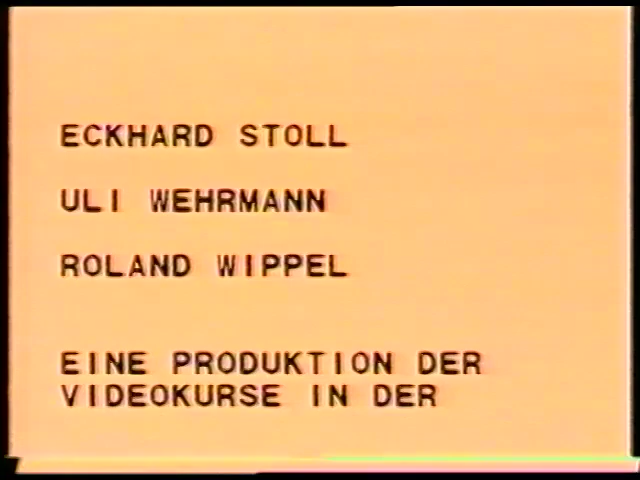 ECKHARD STOLL
ULI WEHRMANN
ROLAND WIPPEL
EINE PRODUKTION DER
VIDEOKURSE IN DER